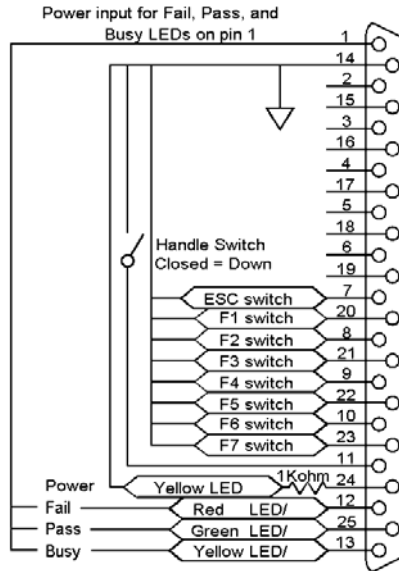 Power input for Fail, Pass, and
Busy LEDs on pin 1
1
14
2
15
3
16
4
17
5
18
6
19
Handle Switch
Closed = Down
ESC switch 7
F1 switch 20
F2 switch 8
F3 switch 21
F4 switch 9
F5 switch 22
F6 switch 10
F7 switch 23
11
Power Yellow LED 1Kohm 24
Fail Red LED/ 12
Pass Green LED/ 25
Busy Yellow LED/ 13